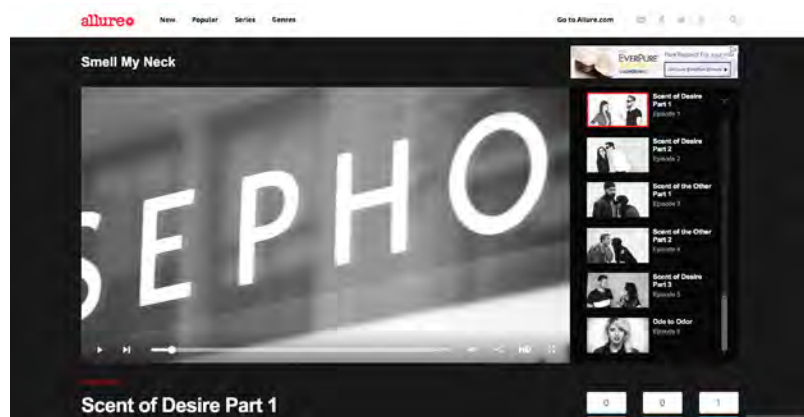 allure
New Popular Series Genres
Go to Allure.com
Smell My Neck
EVERPURE
SEPHO
Scent of Desire
Part 1
Episode 1
Scent of Desire
Part 2
Episode 2
Scent of the Other
Part 1
Episode 3
Scent of the Other
Part 2
Episode 4
Scent of Desire
Part 3
Episode 5
Ode to Odor
Episode 6
HD
Scent of Desire Part 1
0 0 1